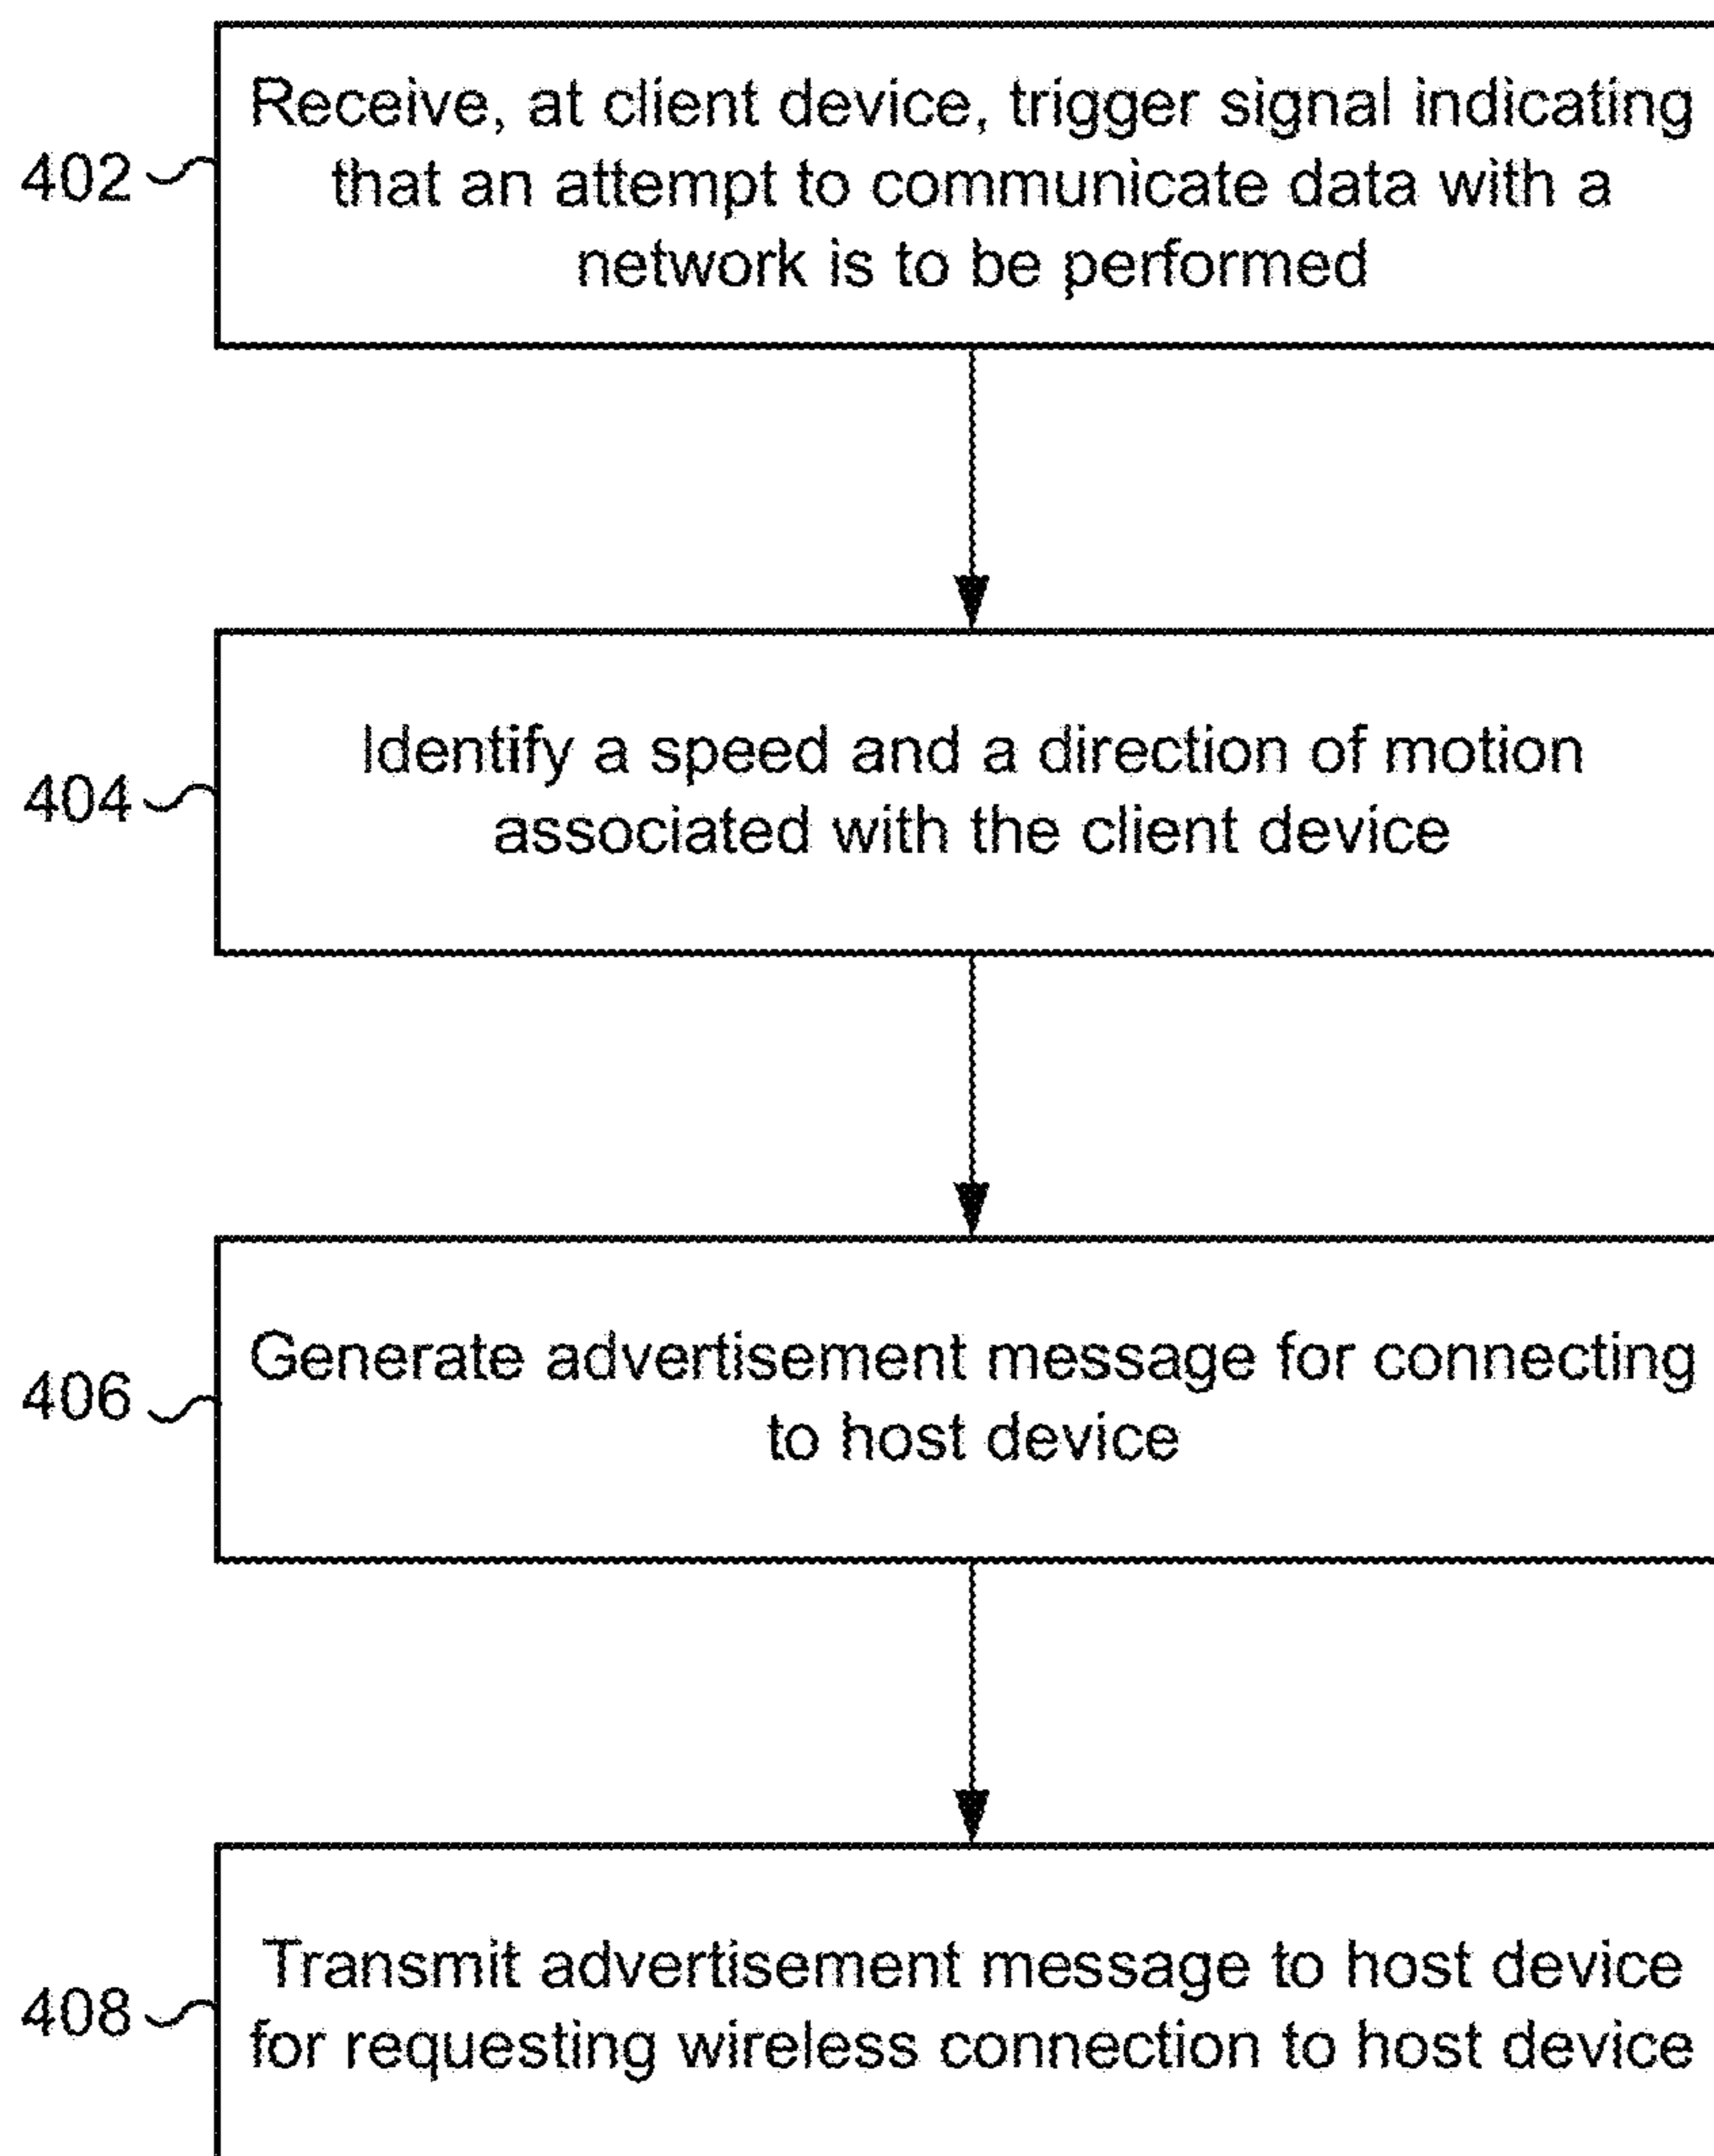 Receive, at client device, trigger signal indicating
that an attempt to communicate data with a
network is to be performed
402
Identify a speed and a direction of motion
associated with the client device
404
Generate advertisement message for connecting
to host device
406
Transmit advertisement message to host device
for requesting wireless connection to host device
408